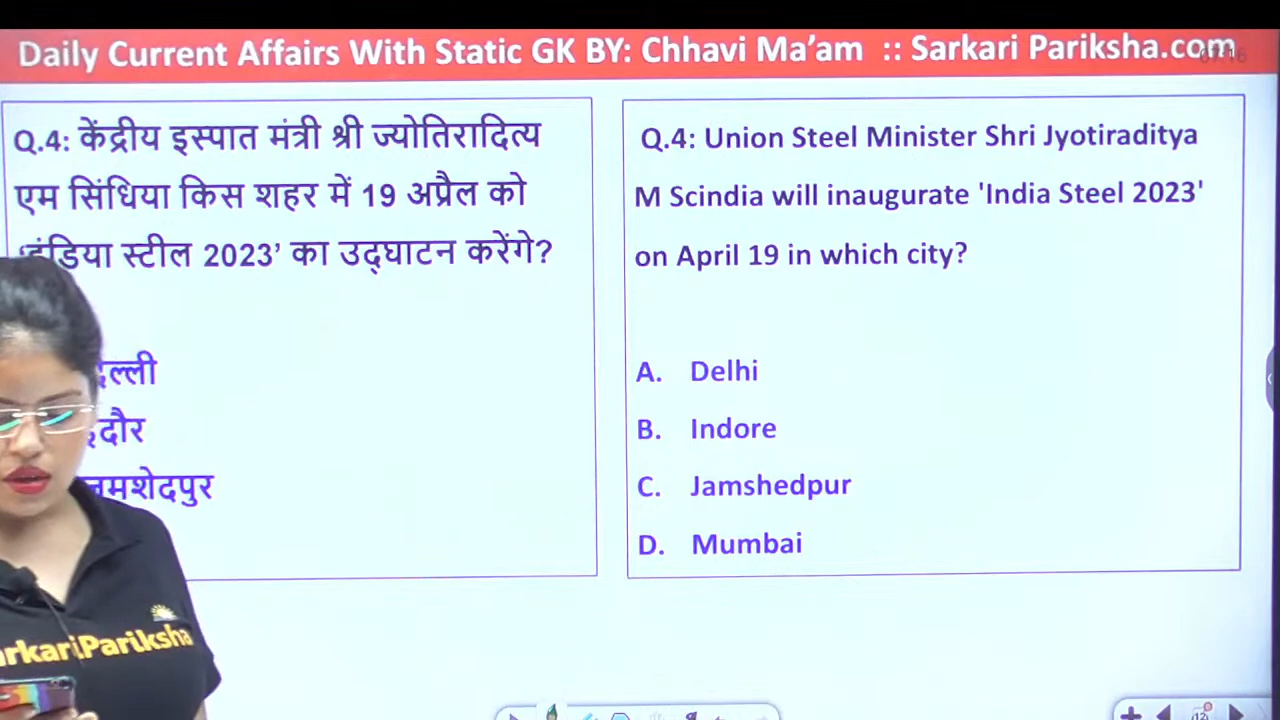 Daily Current Affairs With Static GK BY: Chhavi Ma’am :: Sarkari Pariksha.com
Q.4: केंद्रीय इस्पात मंत्री श्री ज्योतिरादित्य
एम सिंधिया किस शहर में 19 अप्रैल को
‘इंडिया स्टील 2023’ का उद्घाटन करेंगे?
दिल्ली
इंदौर
जमशेदपुर
Q.4: Union Steel Minister Shri Jyotiraditya
M Scindia will inaugurate 'India Steel 2023'
on April 19 in which city?
A. Delhi
B. Indore
C. Jamshedpur
D. Mumbai
arkariPariksha